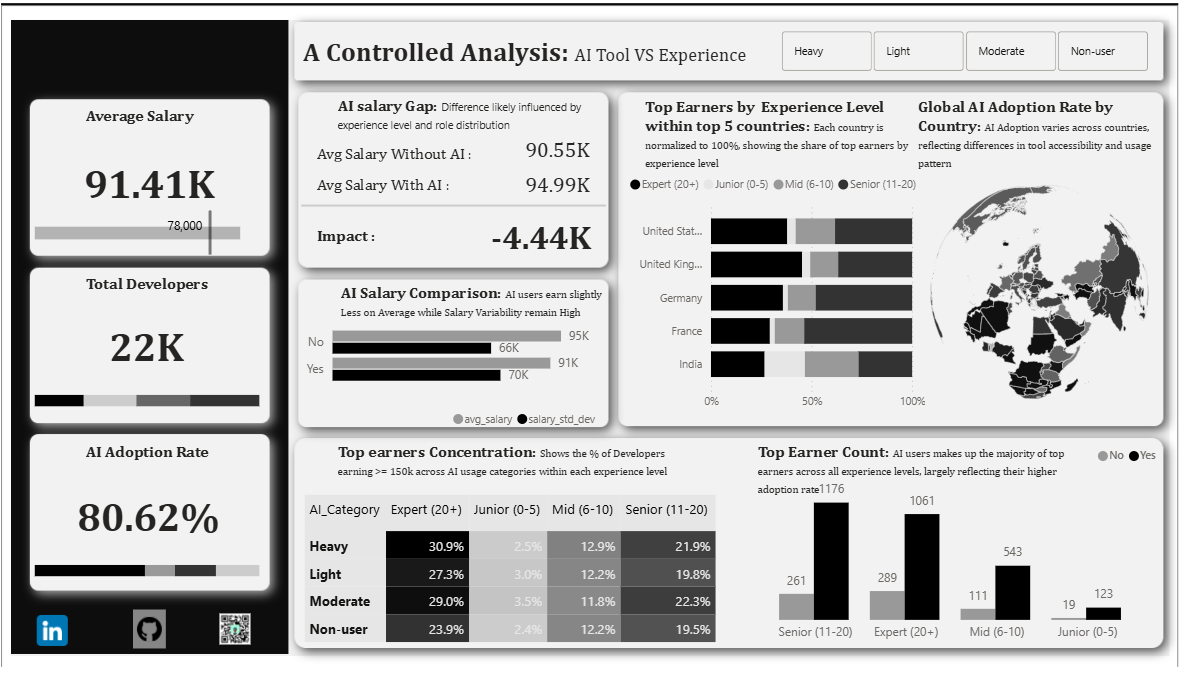 A Controlled Analysis: AI Tool VS Experience
Heavy
Light
Moderate
Non-user
Average Salary
91.41K
78,000
Total Developers
22K
AI Adoption Rate
80.62%
in
AI salary Gap: Difference likely influenced by
experience level and role distribution
Avg Salary Without AI : 90.55K
Avg Salary With AI : 94.99K
Impact : -4.44K
AI Salary Comparison: AI users earn slightly
Less on Average while Salary Variability remain High
No
95K
66K
Yes
91K
70K
avg_salary salary_std_dev
Top Earners by Experience Level
within top 5 countries: Each country is
normalized to 100%, showing the share of top earners by
experience level
Expert (20+) Junior (0-5) Mid (6-10) Senior (11-20)
United Stat...
United King...
Germany
France
India
0% 50% 100%
Global AI Adoption Rate by
Country: AI Adoption varies across countries,
reflecting differences in tool accessibility and usage
pattern
Top earners Concentration: Shows the % of Developers
earning >= 150k across AI usage categories within each experience level
AI_Category Expert (20+) Junior (0-5) Mid (6-10) Senior (11-20)
Heavy 30.9% 2.5% 12.9% 21.9%
Light 27.3% 3.0% 12.2% 19.8%
Moderate 29.0% 3.5% 11.8% 22.3%
Non-user 23.9% 2.4% 12.2% 19.5%
Top Earner Count: AI users makes up the majority of top
earners across all experience levels, largely reflecting their higher
adoption rate
No Yes
261 1176
289 1061
111 543
19 123
Senior (11-20) Expert (20+) Mid (6-10) Junior (0-5)